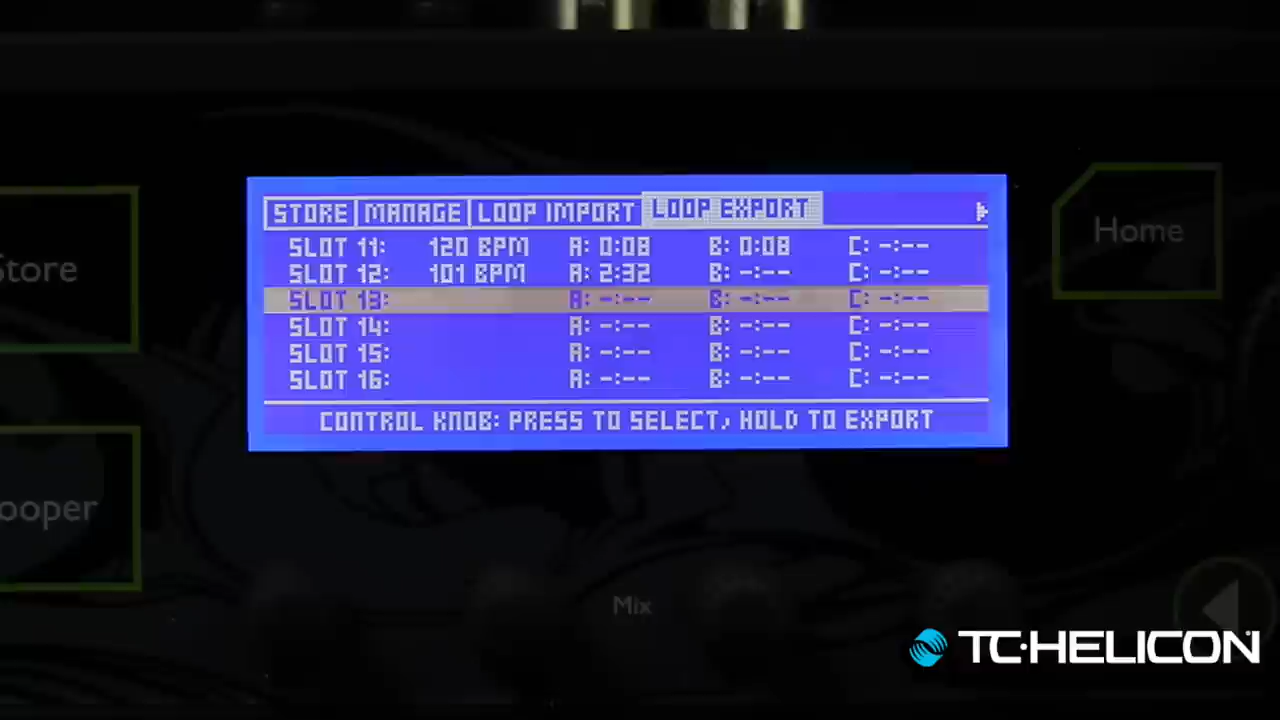 STORE MANAGE LOOP IMPORT LOOP EXPORT
SLOT 11: 120 BPM A: 0:08 B: 0:08 C: -:--
SLOT 12: 101 BPM A: 2:32 B: -:-- C: -:--
SLOT 13: A: -:-- B: -:-- C: -:--
SLOT 14: A: -:-- B: -:-- C: -:--
SLOT 15: A: -:-- B: -:-- C: -:--
SLOT 16: A: -:-- B: -:-- C: -:--
CONTROL KNOB: PRESS TO SELECT, HOLD TO EXPORT
Store
Home
ooper
Mix
TC·HELICON